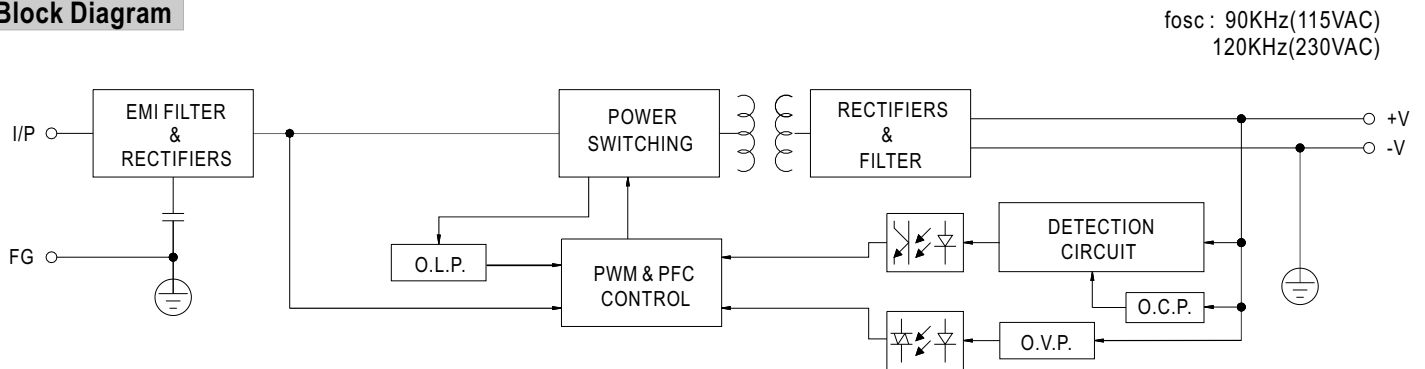 Block Diagram
fosc : 90KHz(115VAC)
120KHz(230VAC)
I/P
EMI FILTER
&
RECTIFIERS
POWER
SWITCHING
RECTIFIERS
&
FILTER
+V
-V
FG
O.L.P.
PWM & PFC
CONTROL
DETECTION
CIRCUIT
O.C.P.
O.V.P.